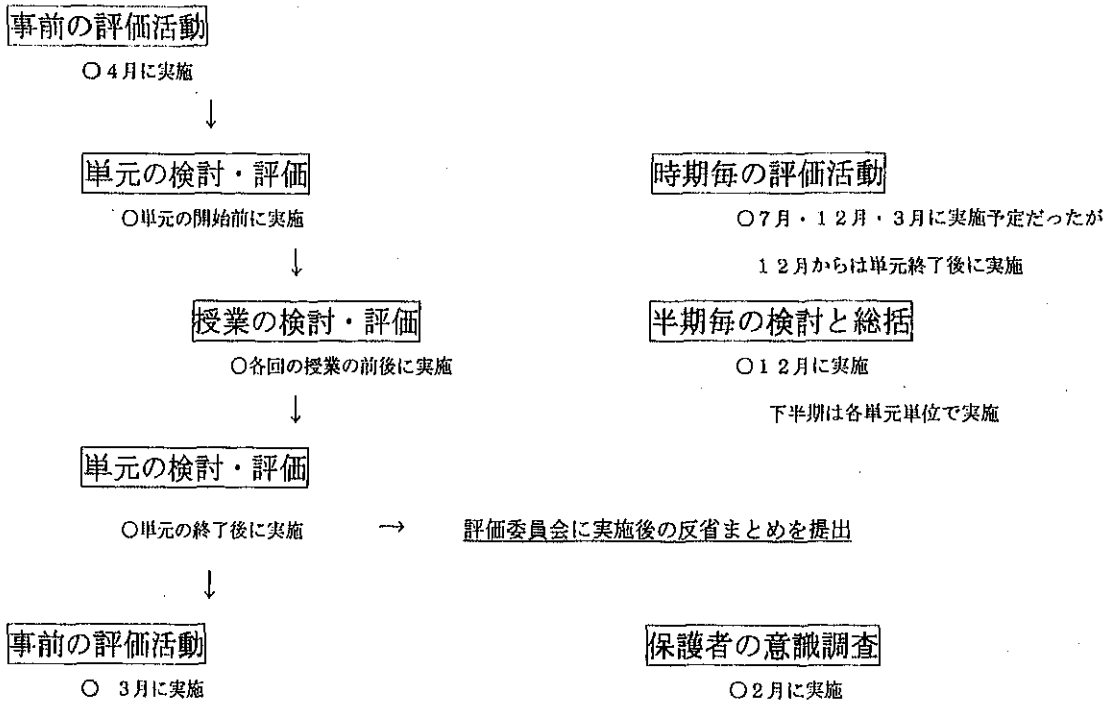 事前の評価活動
○4月に実施
↓
単元の検討・評価
○単元の開始前に実施
↓
授業の検討・評価
○各回の授業の前後に実施
↓
単元の検討・評価
○単元の終了後に実施 → 評価委員会に実施後の反省まとめを提出
↓
事前の評価活動
○ 3月に実施
時期毎の評価活動
○7月・12月・3月に実施予定だったが
12月からは単元終了後に実施
半期毎の検討と総括
○12月に実施
下半期は各単元単位で実施
保護者の意識調査
○2月に実施